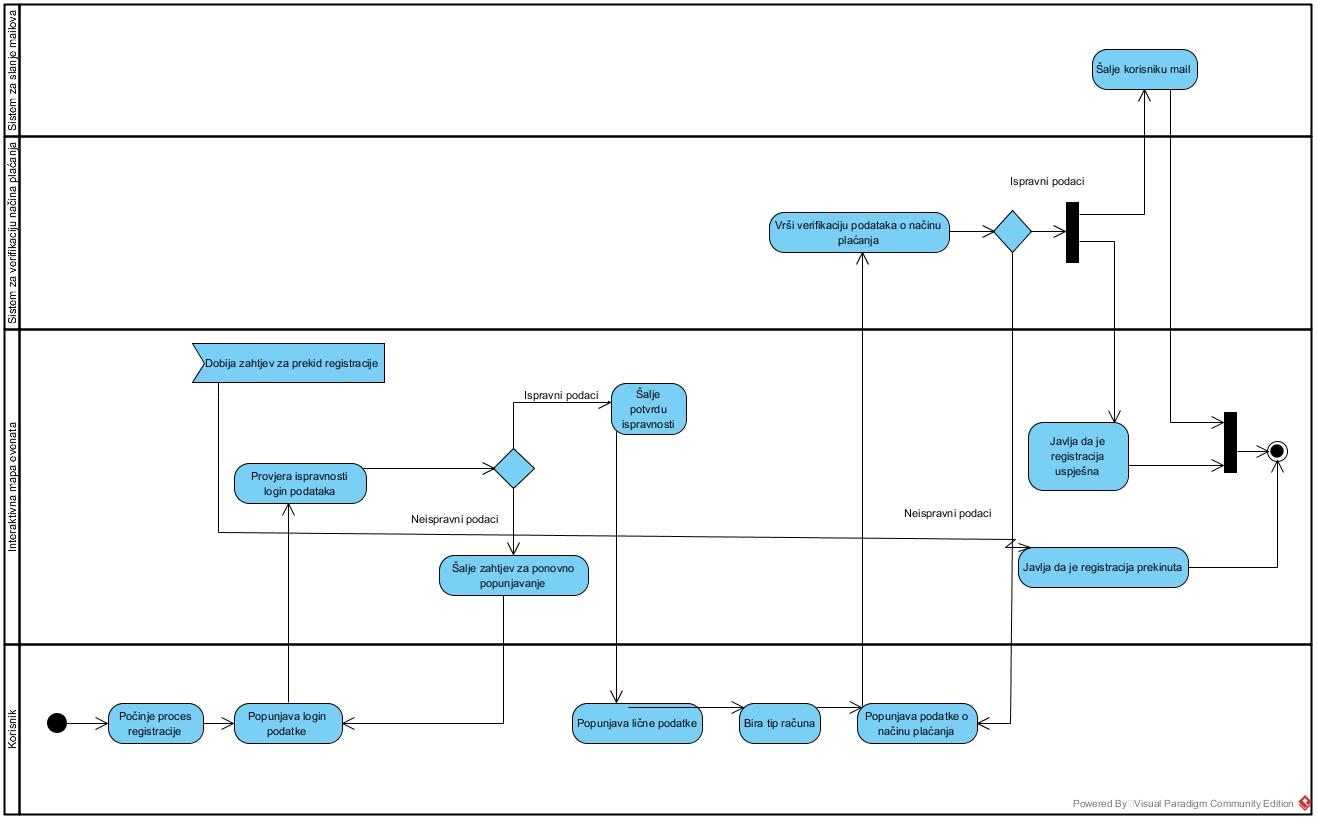 Sistem za slanje mailova
Šalje korisniku mail
Sistem za verifikaciju načina plaćanja
Ispravni podaci
Vrši verifikaciju podataka o načinu
plaćanja
Interaktivna mapa evenata
Dobija zahtjev za prekid registracije
Ispravni podaci
Šalje
potvrdu
ispravnosti
Provjera ispravnosti
login podataka
Javlja da je
registracija
uspješna
Neispravni podaci
Neispravni podaci
Šalje zahtjev za ponovno
popunjavanje
Javlja da je registracija prekinuta
Korisnik
Počinje proces
registracije
Popunjava login
podatke
Popunjava lične podatke
Bira tip računa
Popunjava podatke o
načinu plaćanja
Powered By Visual Paradigm Community Edition